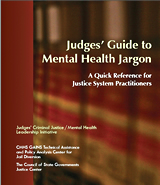 Judges' Guide to
Mental Health Jargon
A Quick Reference for
Justice System Practitioners
Judges' Criminal Justice / Mental Health
Leadership Initiative
CMHS GAINS Technical Assistance
and Policy Analysis Center for
Jail Diversion
The Council of State Governments
Justice Center